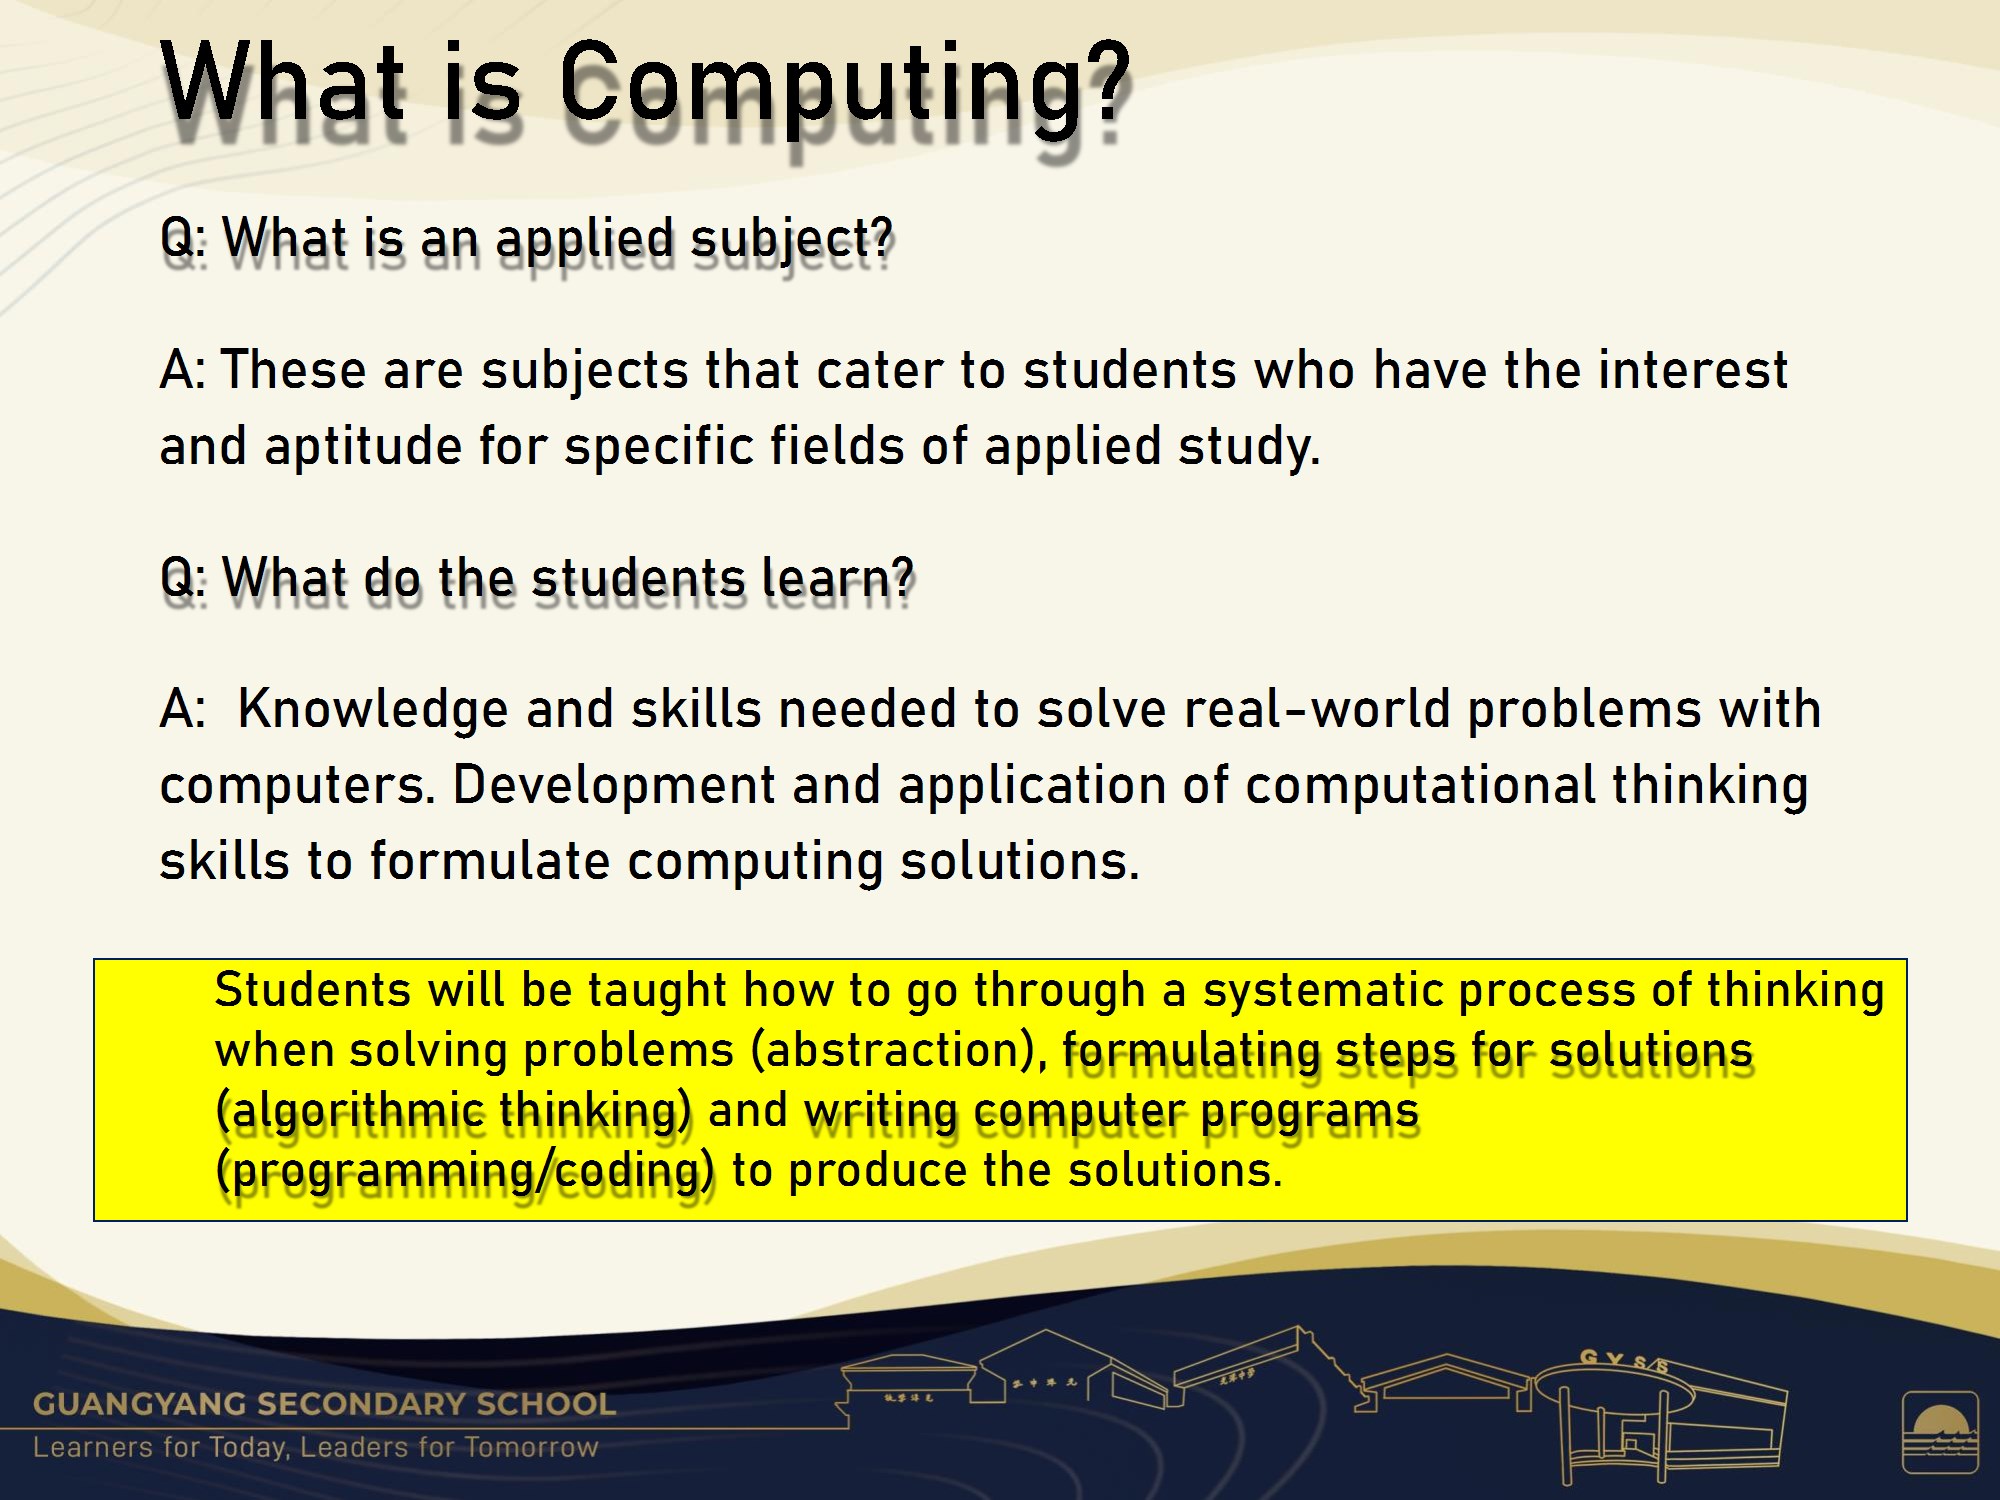 What is Computing?
Q: What is an applied subject?
A: These are subjects that cater to students who have the interest
and aptitude for specific fields of applied study.
Q: What do the students learn?
A:  Knowledge and skills needed to solve real-world problems with
computers. Development and application of computational thinking
skills to formulate computing solutions.
Students will be taught how to go through a systematic process of thinking
when solving problems (abstraction), formulating steps for solutions
(algorithmic thinking) and writing computer programs
(programming/coding) to produce the solutions.
GYSS
GUANGYANG SECONDARY SCHOOL
Learners for Today, Leaders for Tomorrow